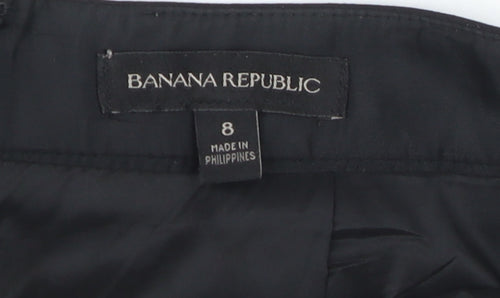 BANANA REPUBLIC
8
MADE IN
PHILIPPINES